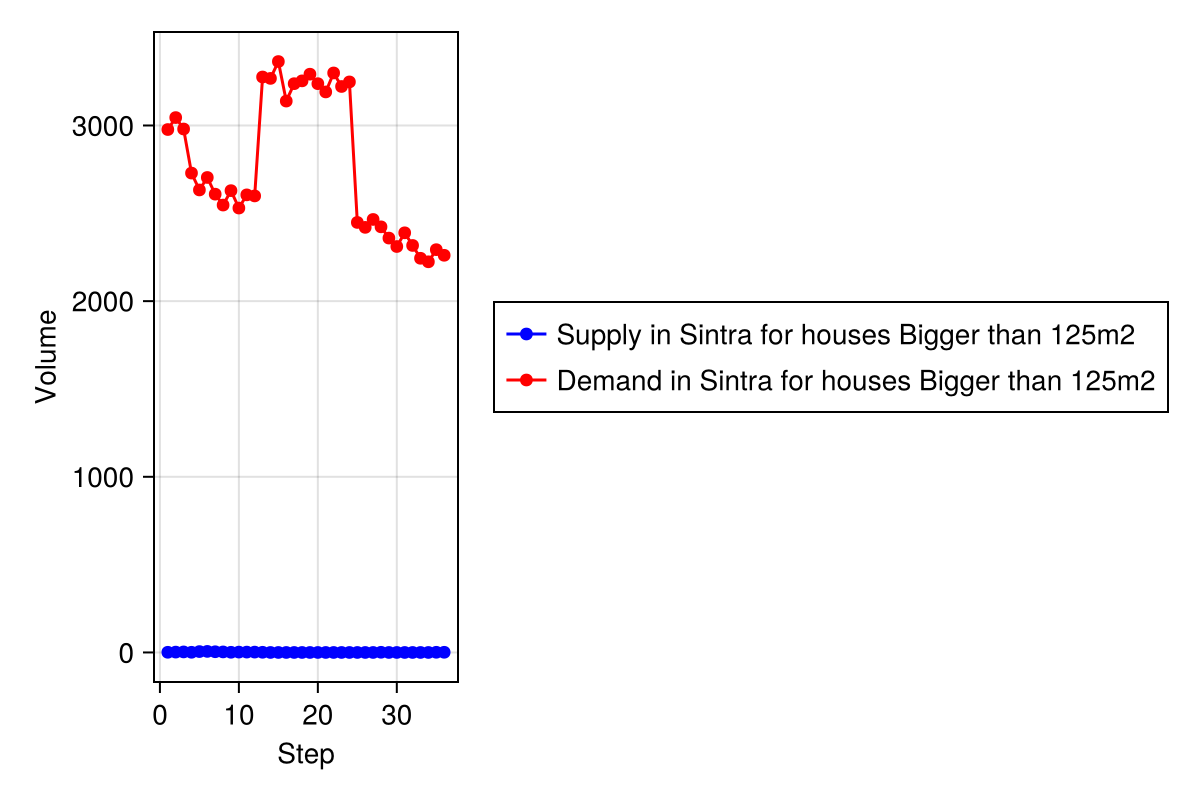 Volume
3000
2000
1000
0
0 10 20 30
Step
Supply in Sintra for houses Bigger than 125m2
Demand in Sintra for houses Bigger than 125m2